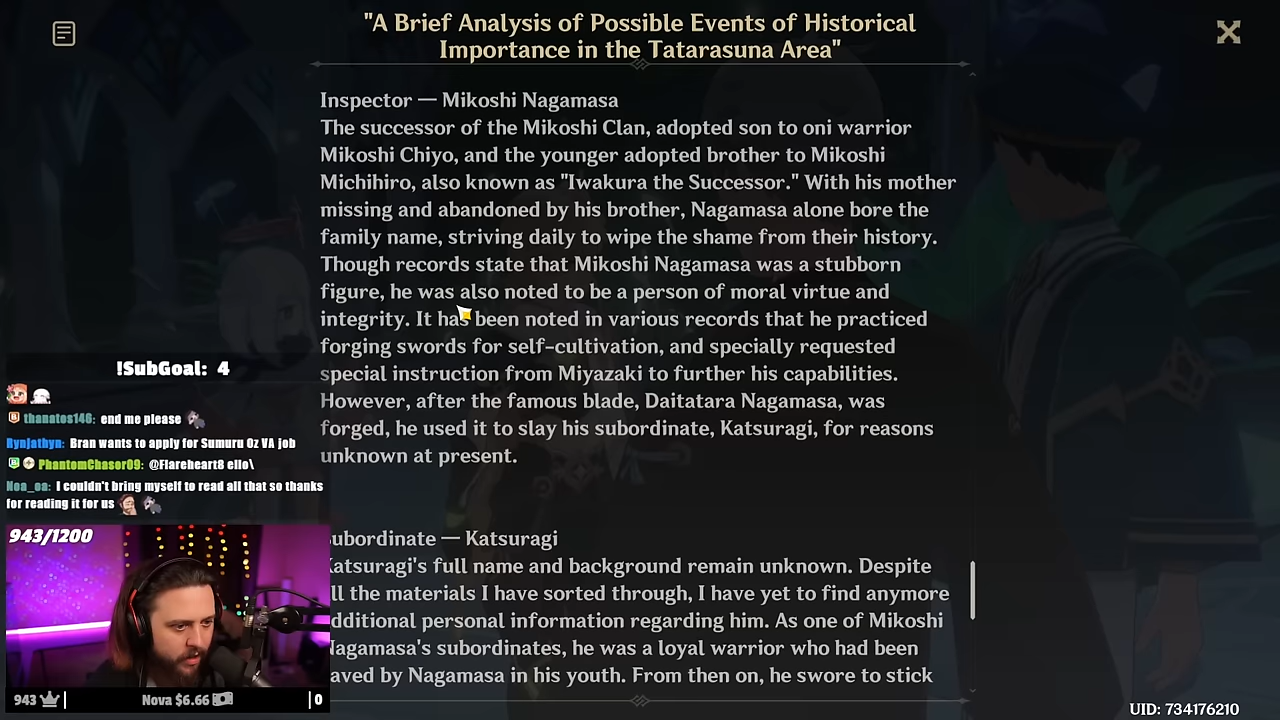 "A Brief Analysis of Possible Events of Historical
Importance in the Tatarasuna Area"
Inspector — Mikoshi Nagamasa
The successor of the Mikoshi Clan, adopted son to oni warrior
Mikoshi Chiyo, and the younger adopted brother to Mikoshi
Michihiro, also known as "Iwakura the Successor." With his mother
missing and abandoned by his brother, Nagamasa alone bore the
family name, striving daily to wipe the shame from their history.
Though records state that Mikoshi Nagamasa was a stubborn
figure, he was also noted to be a person of moral virtue and
integrity. It has been noted in various records that he practiced
forging swords for self-cultivation, and specially requested
special instruction from Miyazaki to further his capabilities.
However, after the famous blade, Daitatara Nagamasa, was
forged, he used it to slay his subordinate, Katsuragi, for reasons
unknown at present.
ubordinate — Katsuragi
atsuragi's full name and background remain unknown. Despite
ll the materials I have sorted through, I have yet to find anymore
dditional personal information regarding him. As one of Mikoshi
Nagamasa's subordinates, he was a loyal warrior who had been
aved by Nagamasa in his youth. From then on, he swore to stick
!SubGoal: 4
thanatos146: end me please
Rynjathyn: Bran wants to apply for Sumuru Oz VA job
PhantomChaser09: @Flareheart8 ello\
Noa_oa: I couldn't bring myself to read all that so thanks
for reading it for us
943/1200
943
Nova $6.66
0
UID: 734176210